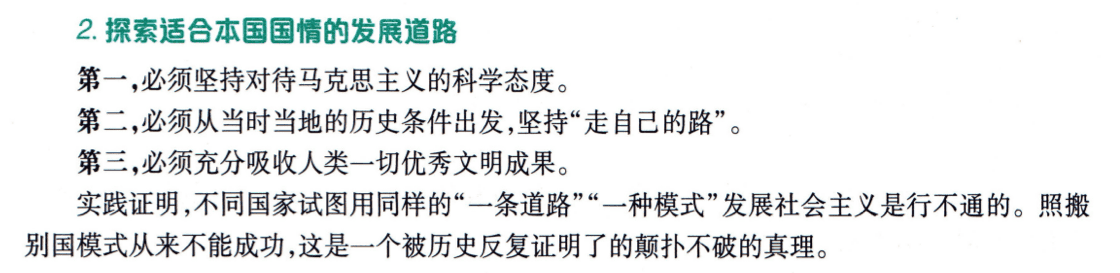 2. 探索适合本国国情的发展道路
第一,必须坚持对待马克思主义的科学态度。
第二,必须从当时当地的历史条件出发,坚持“走自己的路”。
第三,必须充分吸收人类一切优秀文明成果。
实践证明,不同国家试图用同样的“一条道路”“一种模式”发展社会主义是行不通的。照搬
别国模式从来不能成功,这是一个被历史反复证明了的颠扑不破的真理。